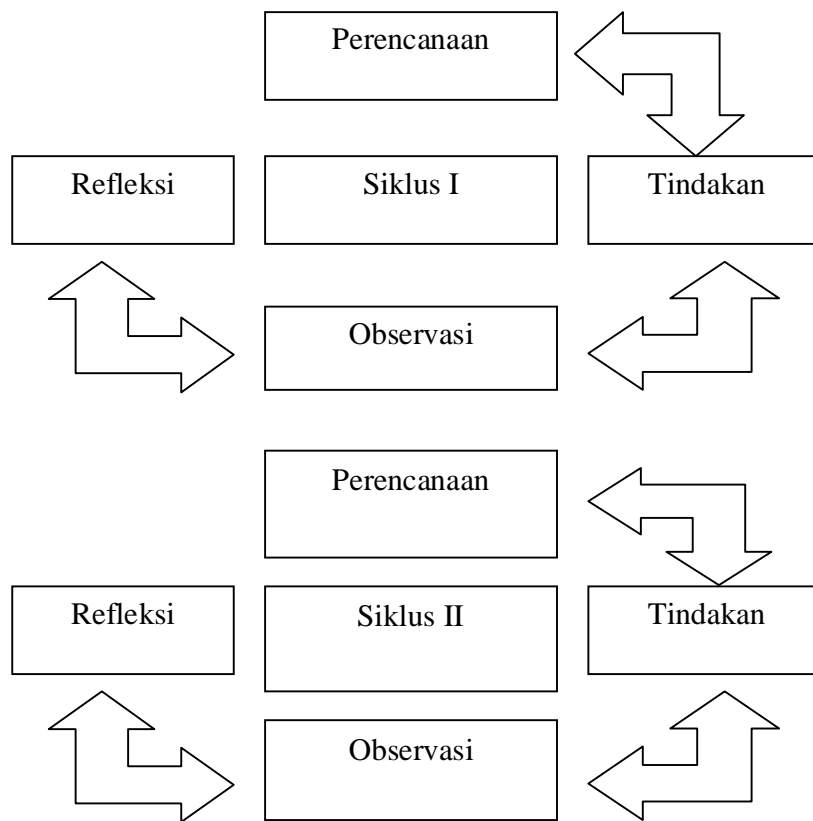 Perencanaan
Refleksi
Siklus I
Tindakan
Observasi
Perencanaan
Refleksi
Siklus II
Tindakan
Observasi